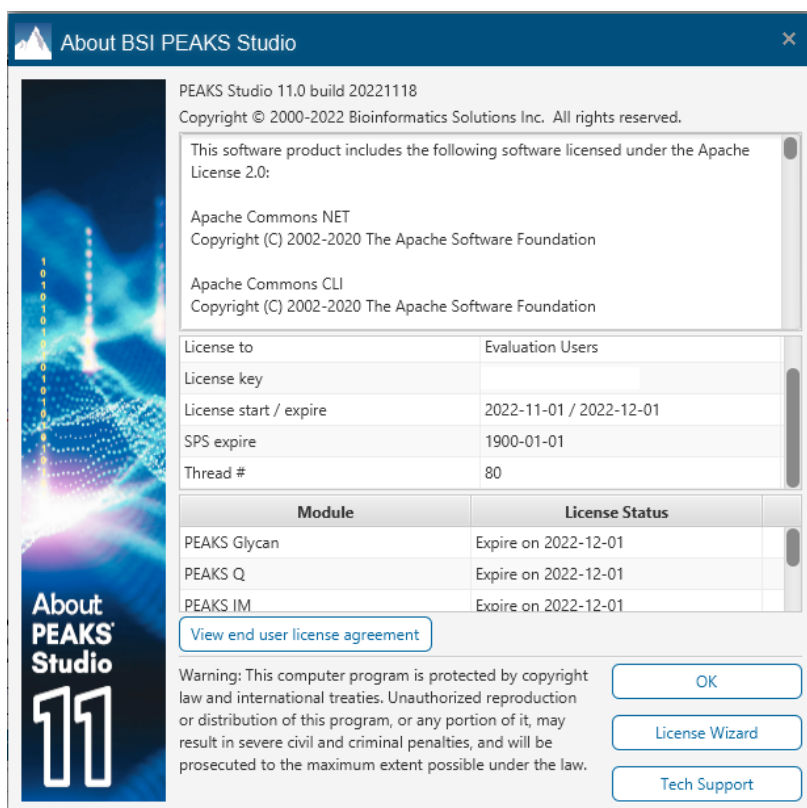 About BSI PEAKS Studio
PEAKS Studio 11.0 build 20221118
Copyright © 2000-2022 Bioinformatics Solutions Inc. All rights reserved.
This software product includes the following software licensed under the Apache
License 2.0:
Apache Commons NET
Copyright (C) 2002-2020 The Apache Software Foundation
Apache Commons CLI
Copyright (C) 2002-2020 The Apache Software Foundation
License to Evaluation Users
License key
License start / expire 2022-11-01 / 2022-12-01
SPS expire 1900-01-01
Thread # 80
Module License Status
PEAKS Glycan Expire on 2022-12-01
PEAKS Q Expire on 2022-12-01
PEAKS IM Expire on 2022-12-01
View end user license agreement
Warning: This computer program is protected by copyright
law and international treaties. Unauthorized reproduction
or distribution of this program, or any portion of it, may
result in severe civil and criminal penalties, and will be
prosecuted to the maximum extent possible under the law.
OK
License Wizard
Tech Support
About
PEAKS
Studio
11